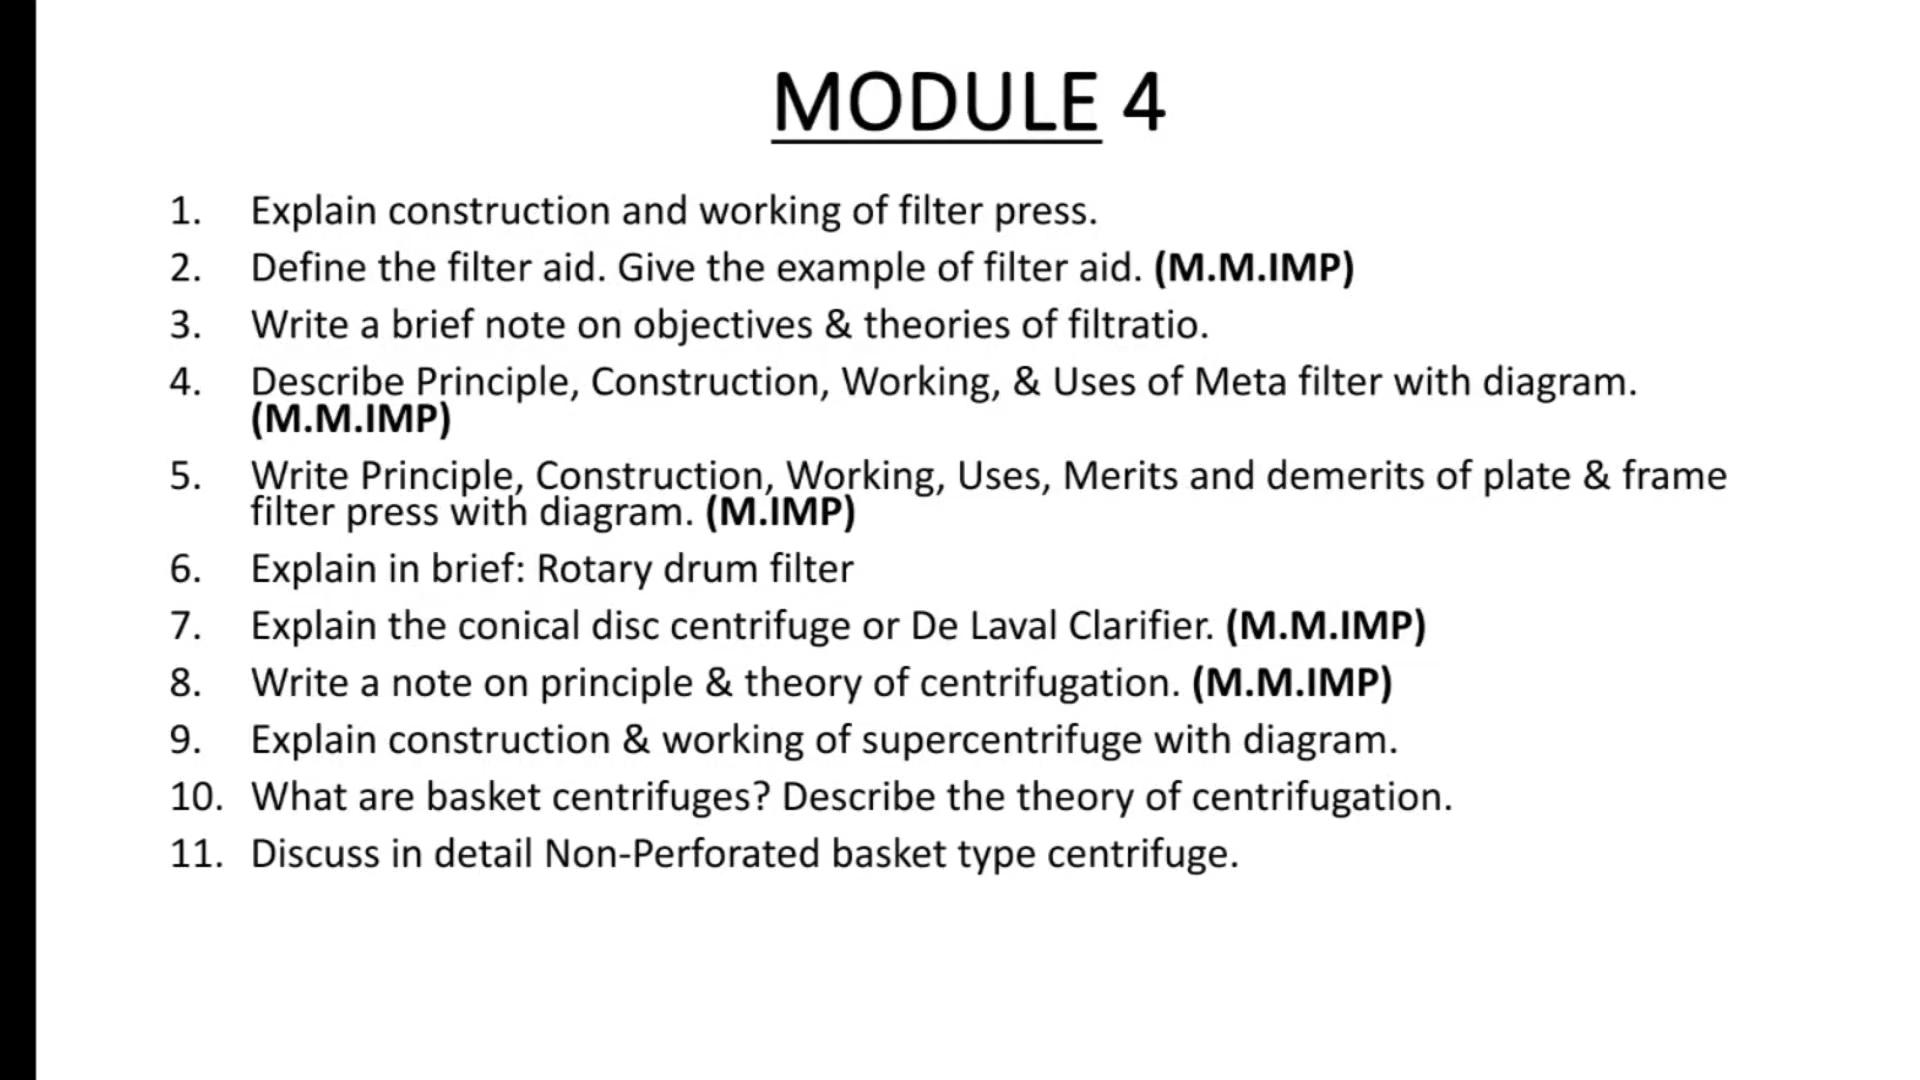 MODULE 4
1. Explain construction and working of filter press.
2. Define the filter aid. Give the example of filter aid. (M.M.IMP)
3. Write a brief note on objectives & theories of filtratio.
4. Describe Principle, Construction, Working, & Uses of Meta filter with diagram.
(M.M.IMP)
5. Write Principle, Construction, Working, Uses, Merits and demerits of plate & frame
filter press with diagram. (M.IMP)
6. Explain in brief: Rotary drum filter
7. Explain the conical disc centrifuge or De Laval Clarifier. (M.M.IMP)
8. Write a note on principle & theory of centrifugation. (M.M.IMP)
9. Explain construction & working of supercentrifuge with diagram.
10. What are basket centrifuges? Describe the theory of centrifugation.
11. Discuss in detail Non-Perforated basket type centrifuge.